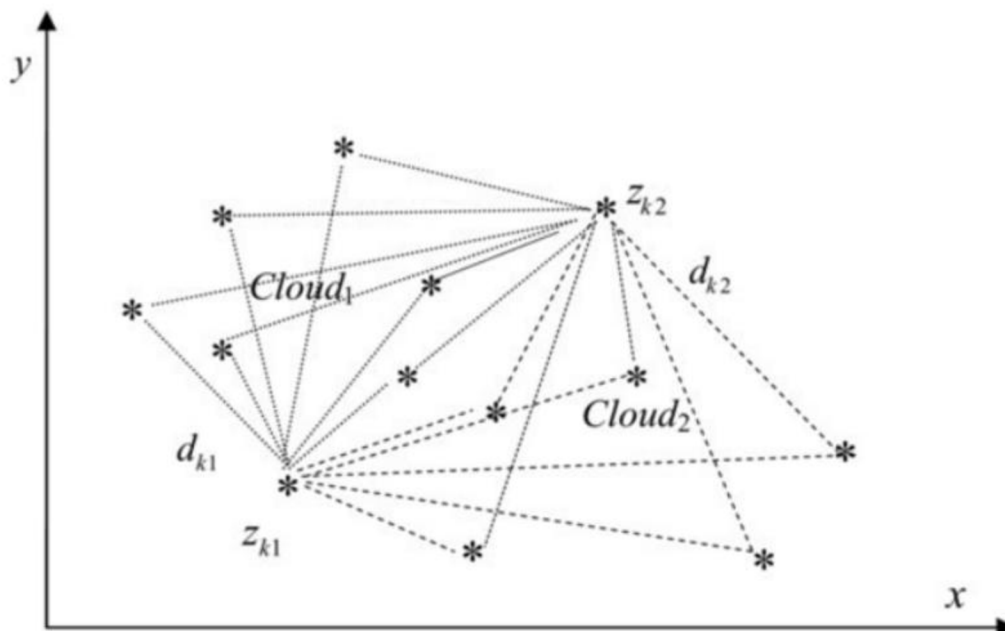 y
z_{k2}
d_{k2}
Cloud_1
Cloud_2
d_{k1}
z_{k1}
x